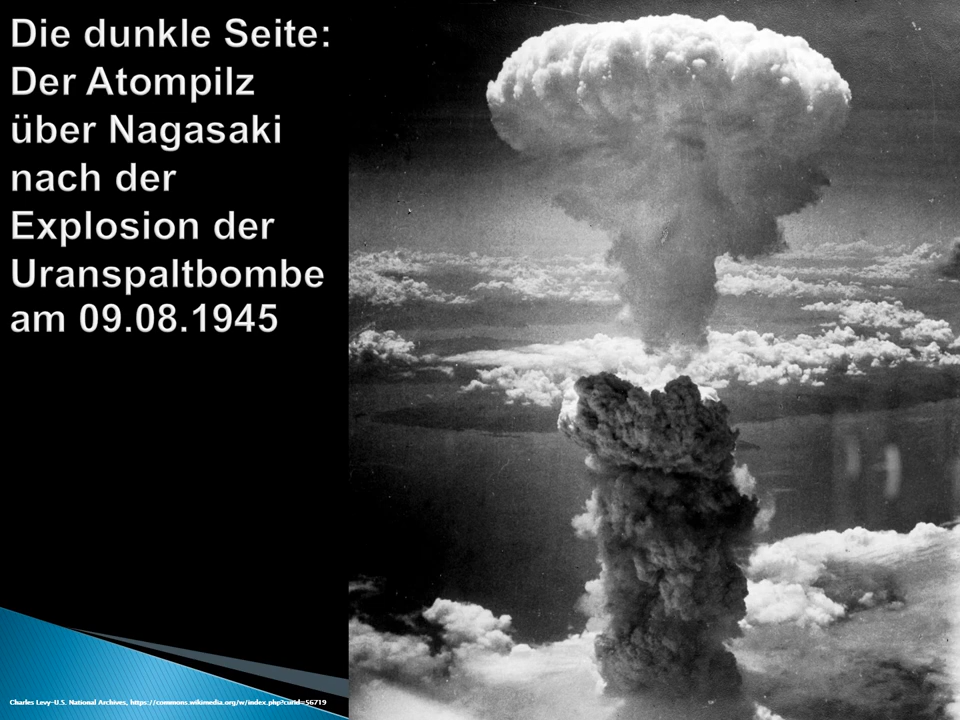 Die dunkle Seite:
Der Atompilz
über Nagasaki
nach der
Explosion der
Uranspaltbombe
am 09.08.1945
Charles Levy-U.S. National Archives, https://commons.wikimedia.org/w/index.php?curid=56719